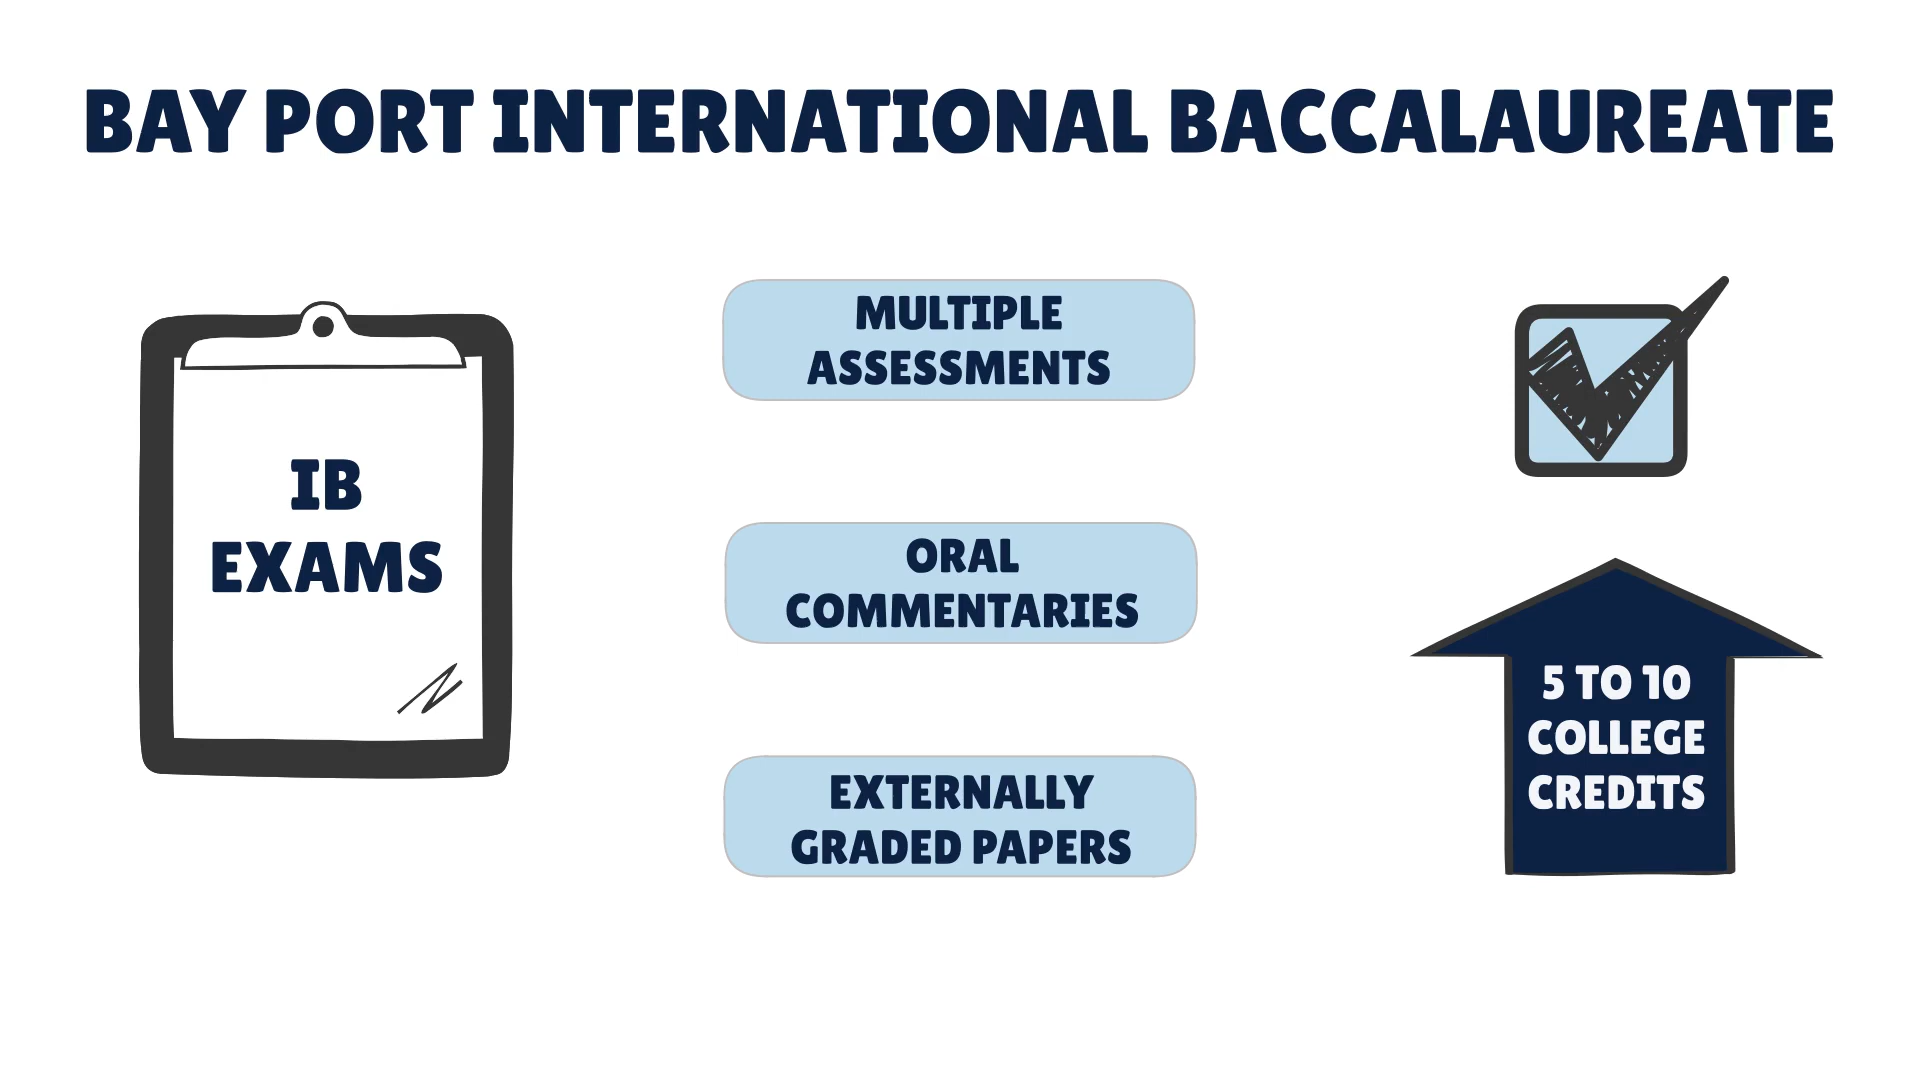 BAY PORT INTERNATIONAL BACCALAUREATE
IB
EXAMS
MULTIPLE
ASSESSMENTS
ORAL
COMMENTARIES
EXTERNALLY
GRADED PAPERS
5 TO 10
COLLEGE
CREDITS